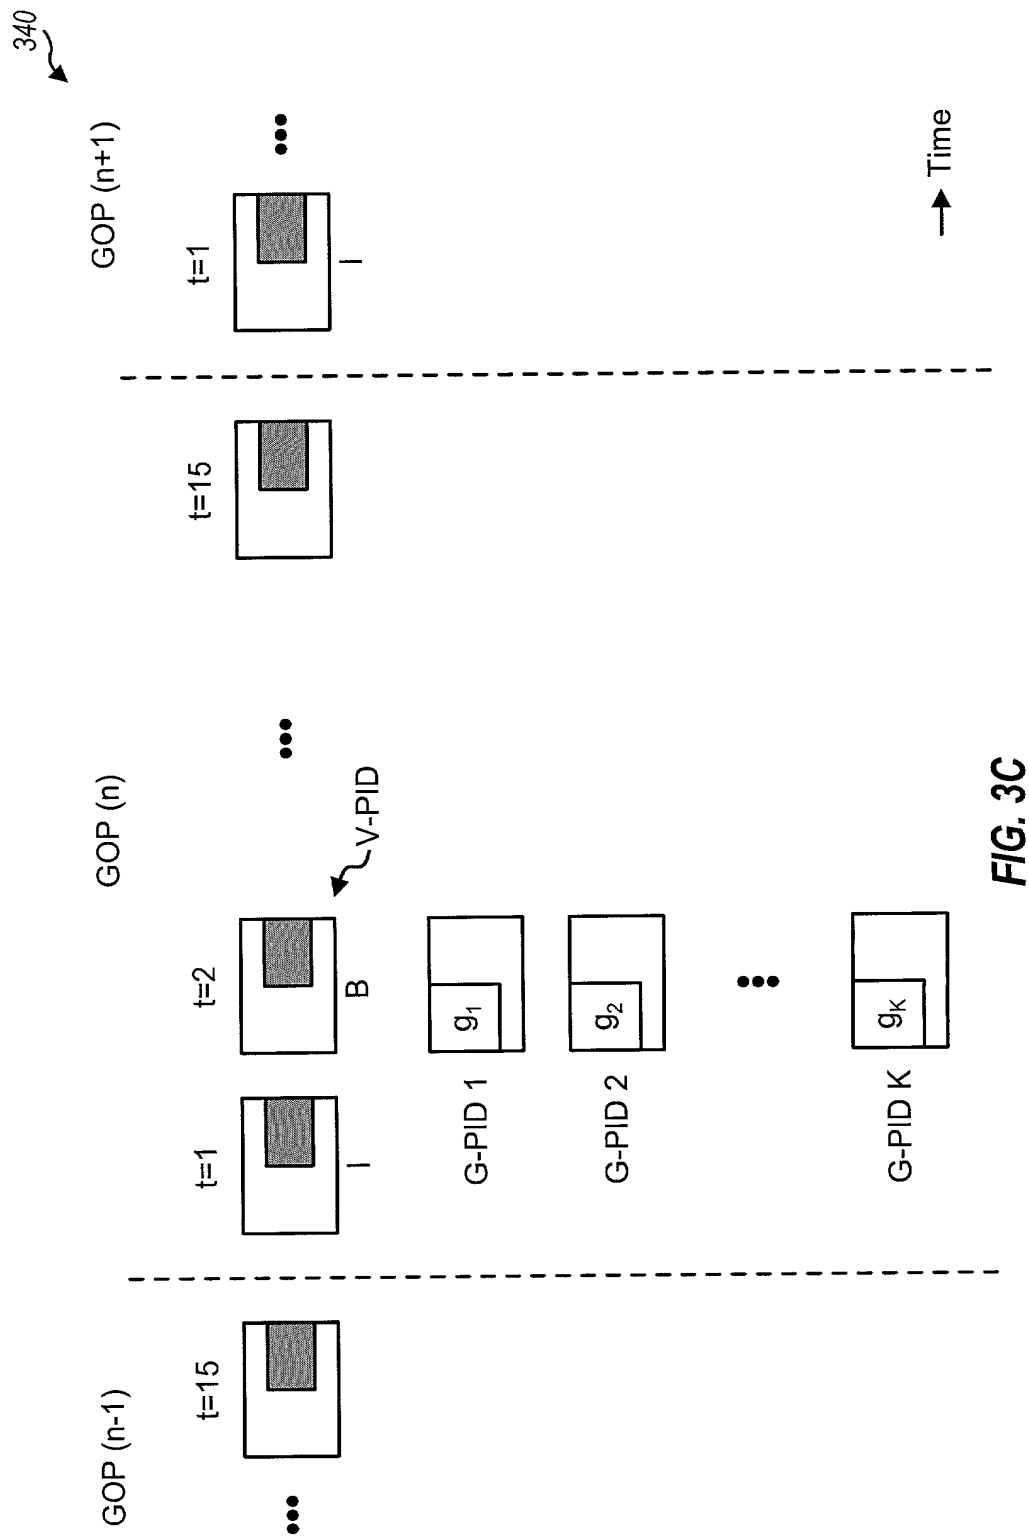 340
GOP (n-1)
GOP (n)
GOP (n+1)
t=15
t=1
t=2
t=15
t=1
I
B
I
V-PID
G-PID 1
g1
G-PID 2
g2
G-PID K
gK
Time
FIG. 3C